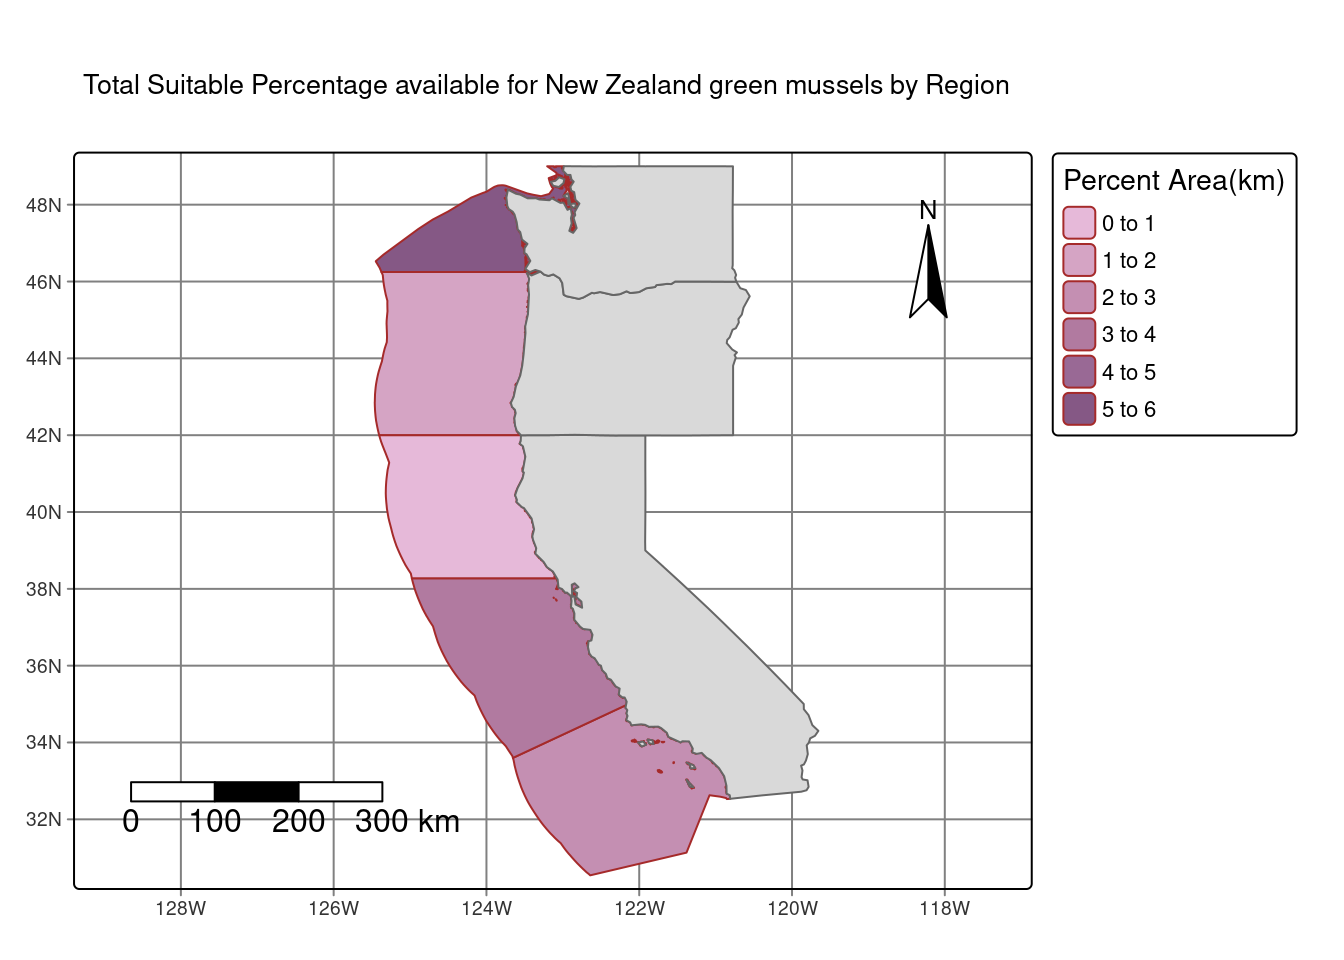 Total Suitable Percentage available for New Zealand green mussels by Region
Percent Area(km)
0 to 1
1 to 2
2 to 3
3 to 4
4 to 5
5 to 6
N
48N
46N
44N
42N
40N
38N
36N
34N
32N
0 100 200 300 km
128W 126W 124W 122W 120W 118W